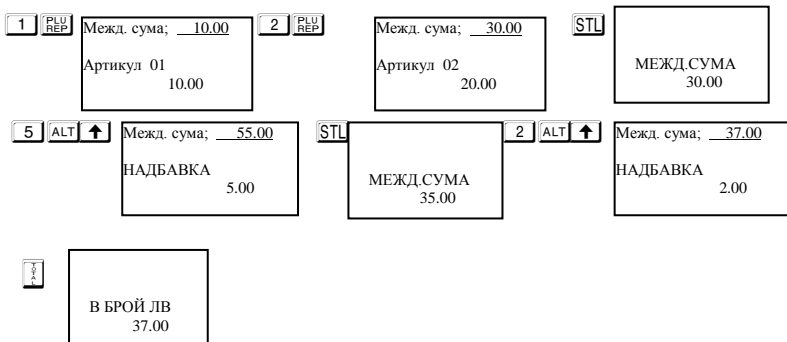 1 PLU REP
Межд. сума; 10.00
Артикул 01
10.00
2 PLU REP
Межд. сума; 30.00
Артикул 02
20.00
STL
МЕЖД.СУМА
30.00
5 ALT
Межд. сума; 55.00
НАДБАВКА
5.00
STL
МЕЖД.СУМА
35.00
2 ALT
Межд. сума; 37.00
НАДБАВКА
2.00
TOTAL
В БРОЙ ЛВ
37.00